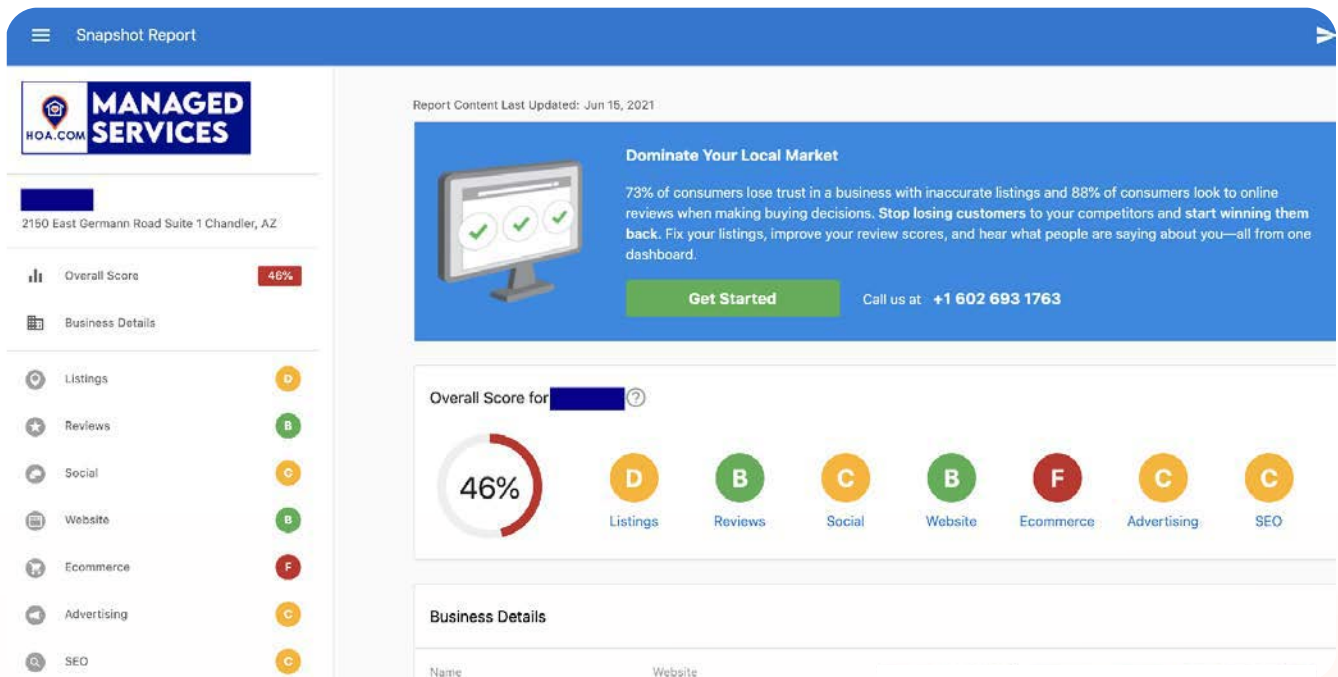 Snapshot Report
HOA.COM
MANAGED
SERVICES
2150 East Germann Road Suite 1 Chandler, AZ
Overall Score 46%
Business Details
Listings D
Reviews B
Social C
Website B
Ecommerce F
Advertising C
SEO C
Report Content Last Updated: Jun 15, 2021
Dominate Your Local Market
73% of consumers lose trust in a business with inaccurate listings and 88% of consumers look to online
reviews when making buying decisions. Stop losing customers to your competitors and start winning them
back. Fix your listings, improve your review scores, and hear what people are saying about you—all from one
dashboard.
Get Started Call us at +1 602 693 1763
Overall Score for ?
46% D B C B F C C
Listings Reviews Social Website Ecommerce Advertising SEO
Business Details
Name Website